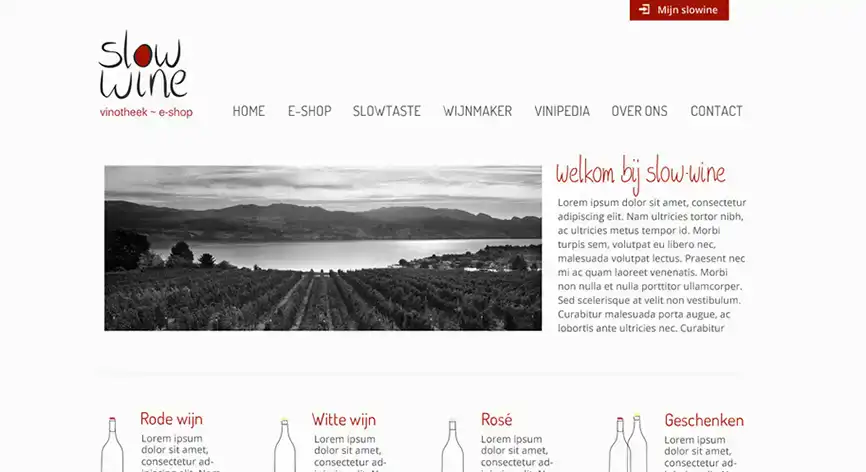 Mijn slowine
slow
wine
vinotheek ~ e-shop
HOME E-SHOP SLOWTASTE WIJNMAKER VINIPEDIA OVER ONS CONTACT
Welkom bij slow-wine
Lorem ipsum dolor sit amet, consectetur
adipiscing elit. Nam ultricies tortor nibh,
ac ultricies metus tempor id. Morbi
turpis sem, volutpat eu libero nec,
malesuada volutpat lectus. Praesent nec
mi ac quam laoreet venenatis. Morbi
non nulla et nulla porttitor ullamcorper.
Sed scelerisque at velit non vestibulum.
Curabitur malesuada porta augue, ac
lobortis ante ultricies nec. Curabitur
Rode wijn
Lorem ipsum
dolor sit amet,
consectetur ad-
Witte wijn
Lorem ipsum
dolor sit amet,
consectetur ad-
Rosé
Lorem ipsum
dolor sit amet,
consectetur ad-
Geschenken
Lorem ipsum
dolor sit amet,
consectetur ad-